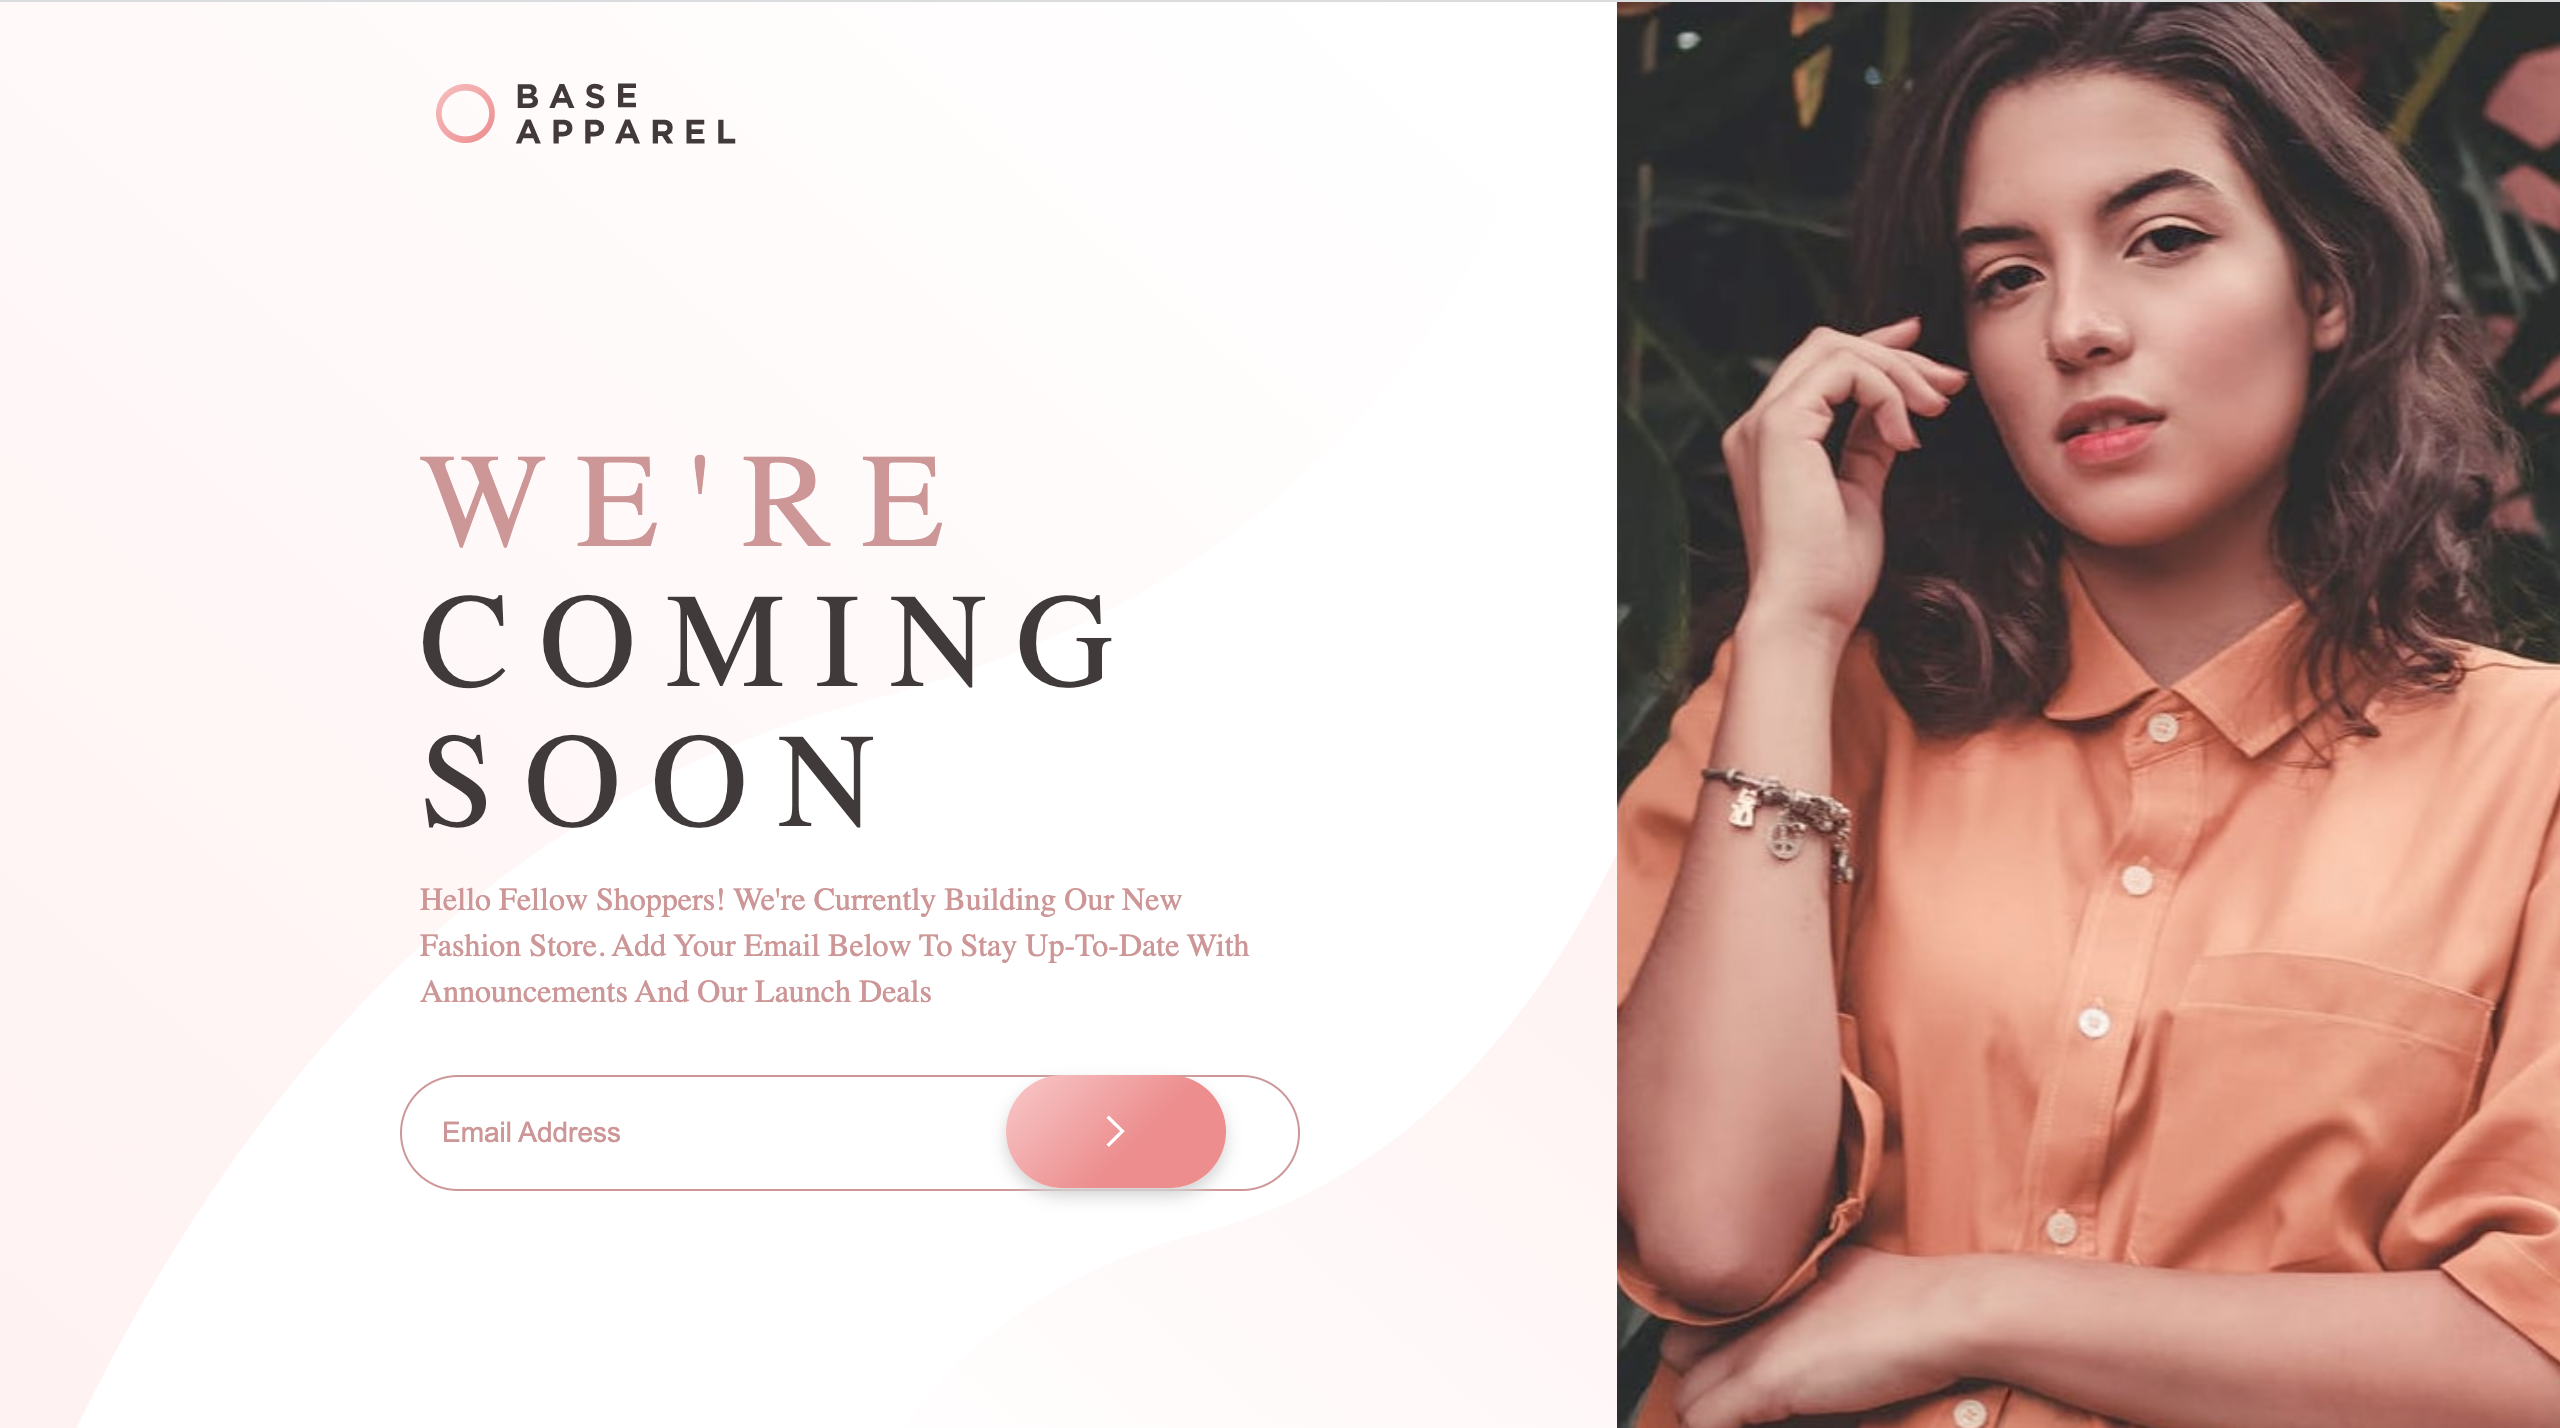 BASE
APPAREL
WE'RE
COMING
SOON
Hello Fellow Shoppers! We're Currently Building Our New
Fashion Store. Add Your Email Below To Stay Up-To-Date With
Announcements And Our Launch Deals
Email Address